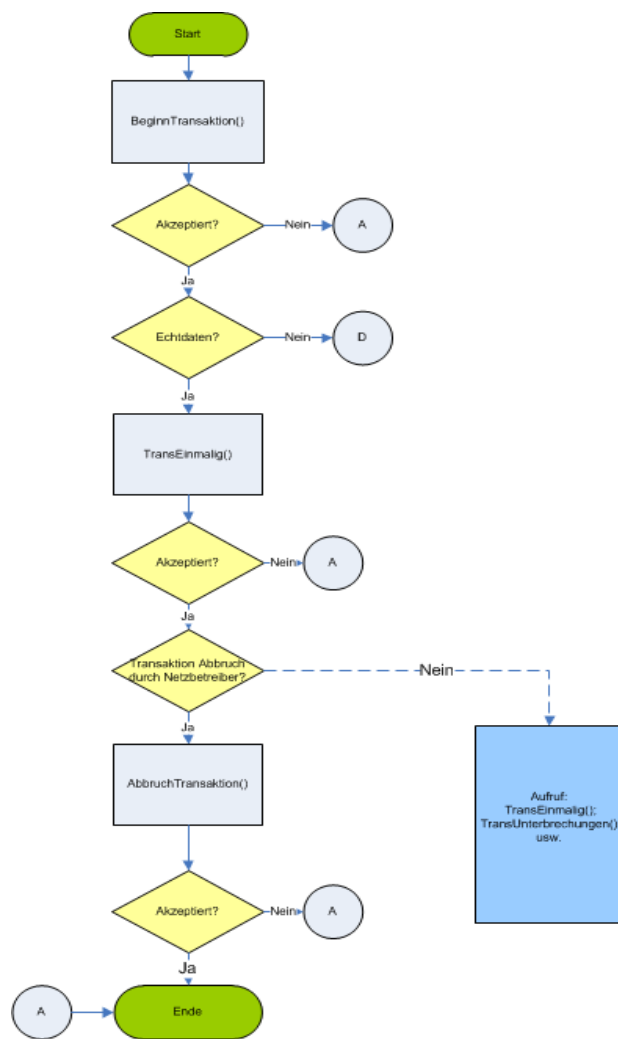 Start
BeginnTransaktion()
Akzeptiert?
Nein
A
Ja
Echtdaten?
Nein
D
Ja
TransEinmalig()
Akzeptiert?
Nein
A
Ja
Transaktion Abbruch
durch Netzbetreiber?
Nein
Ja
AbbruchTransaktion()
Aufruf:
TransEinmalig();
TransUnterbrechungen()
usw.
Akzeptiert?
Nein
A
Ja
A
Ende